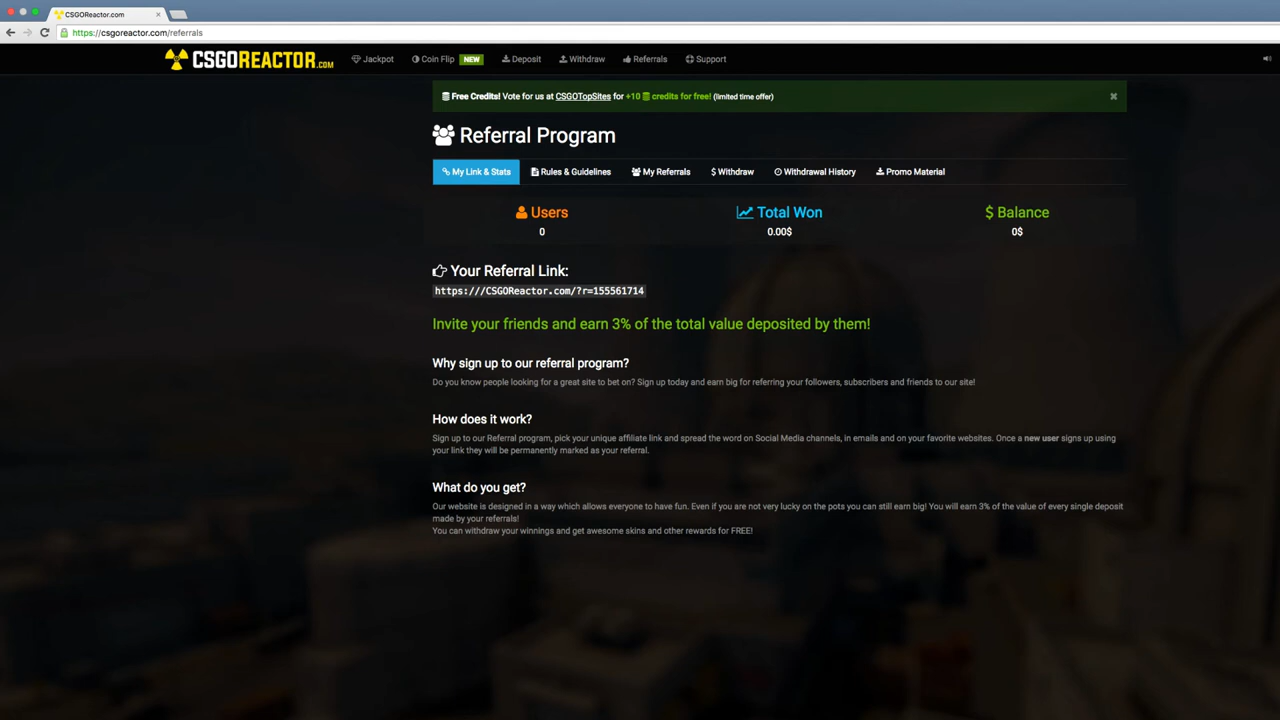 CSGOReactor.com
https://csgoreactor.com/referrals
CSGOREACTOR.COM Jackpot Coin Flip NEW Deposit Withdraw Referrals Support
Free Credits! Vote for us at CSGOTopSites for +10 credits for free! (limited time offer)
Referral Program
My Link & Stats Rules & Guidelines My Referrals $ Withdraw Withdrawal History Promo Material
Users Total Won $ Balance
0 0.00$ 0$
Your Referral Link:
https:///CSGOReactor.com/?r=155561714
Invite your friends and earn 3% of the total value deposited by them!
Why sign up to our referral program?
Do you know people looking for a great site to bet on? Sign up today and earn big for referring your followers, subscribers and friends to our site!
How does it work?
Sign up to our Referral program, pick your unique affiliate link and spread the word on Social Media channels, in emails and on your favorite websites. Once a new user signs up using
your link they will be permanently marked as your referral.
What do you get?
Our website is designed in a way which allows everyone to have fun. Even if you are not very lucky on the pots you can still earn big! You will earn 3% of the value of every single deposit
made by your referrals!
You can withdraw your winnings and get awesome skins and other rewards for FREE!